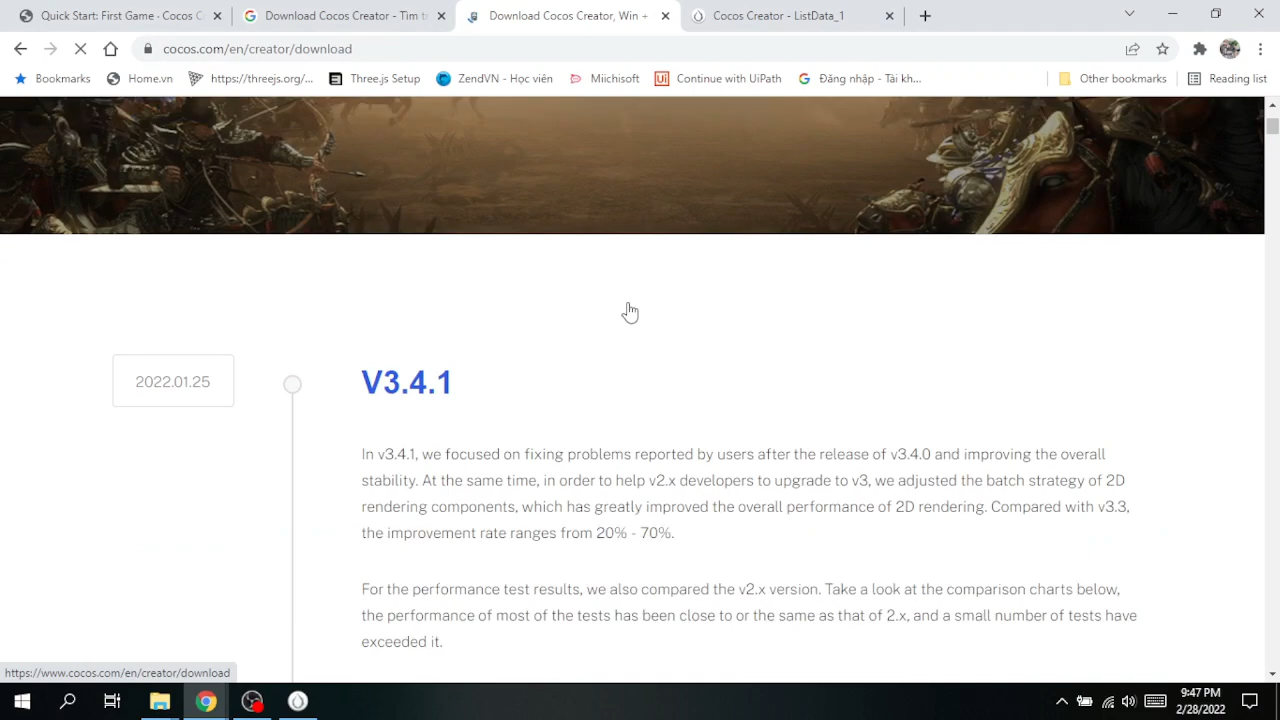 Quick Start: First Game · Cocos C
Download Cocos Creator - Tìm t
Download Cocos Creator, Win +
Cocos Creator - ListData_1
cocos.com/en/creator/download
Bookmarks
Home.vn
https://threejs.org/...
Three.js Setup
ZendVN - Học viên
Miichisoft
Continue with UiPath
Đăng nhập - Tài kh...
Other bookmarks
Reading list
2022.01.25
V3.4.1
In v3.4.1, we focused on fixing problems reported by users after the release of v3.4.0 and improving the overall
stability. At the same time, in order to help v2.x developers to upgrade to v3, we adjusted the batch strategy of 2D
rendering components, which has greatly improved the overall performance of 2D rendering. Compared with v3.3,
the improvement rate ranges from 20% - 70%.
For the performance test results, we also compared the v2.x version. Take a look at the comparison charts below,
the performance of most of the tests has been close to or the same as that of 2.x, and a small number of tests have
exceeded it.
https://www.cocos.com/en/creator/download
9:47 PM
2/28/2022